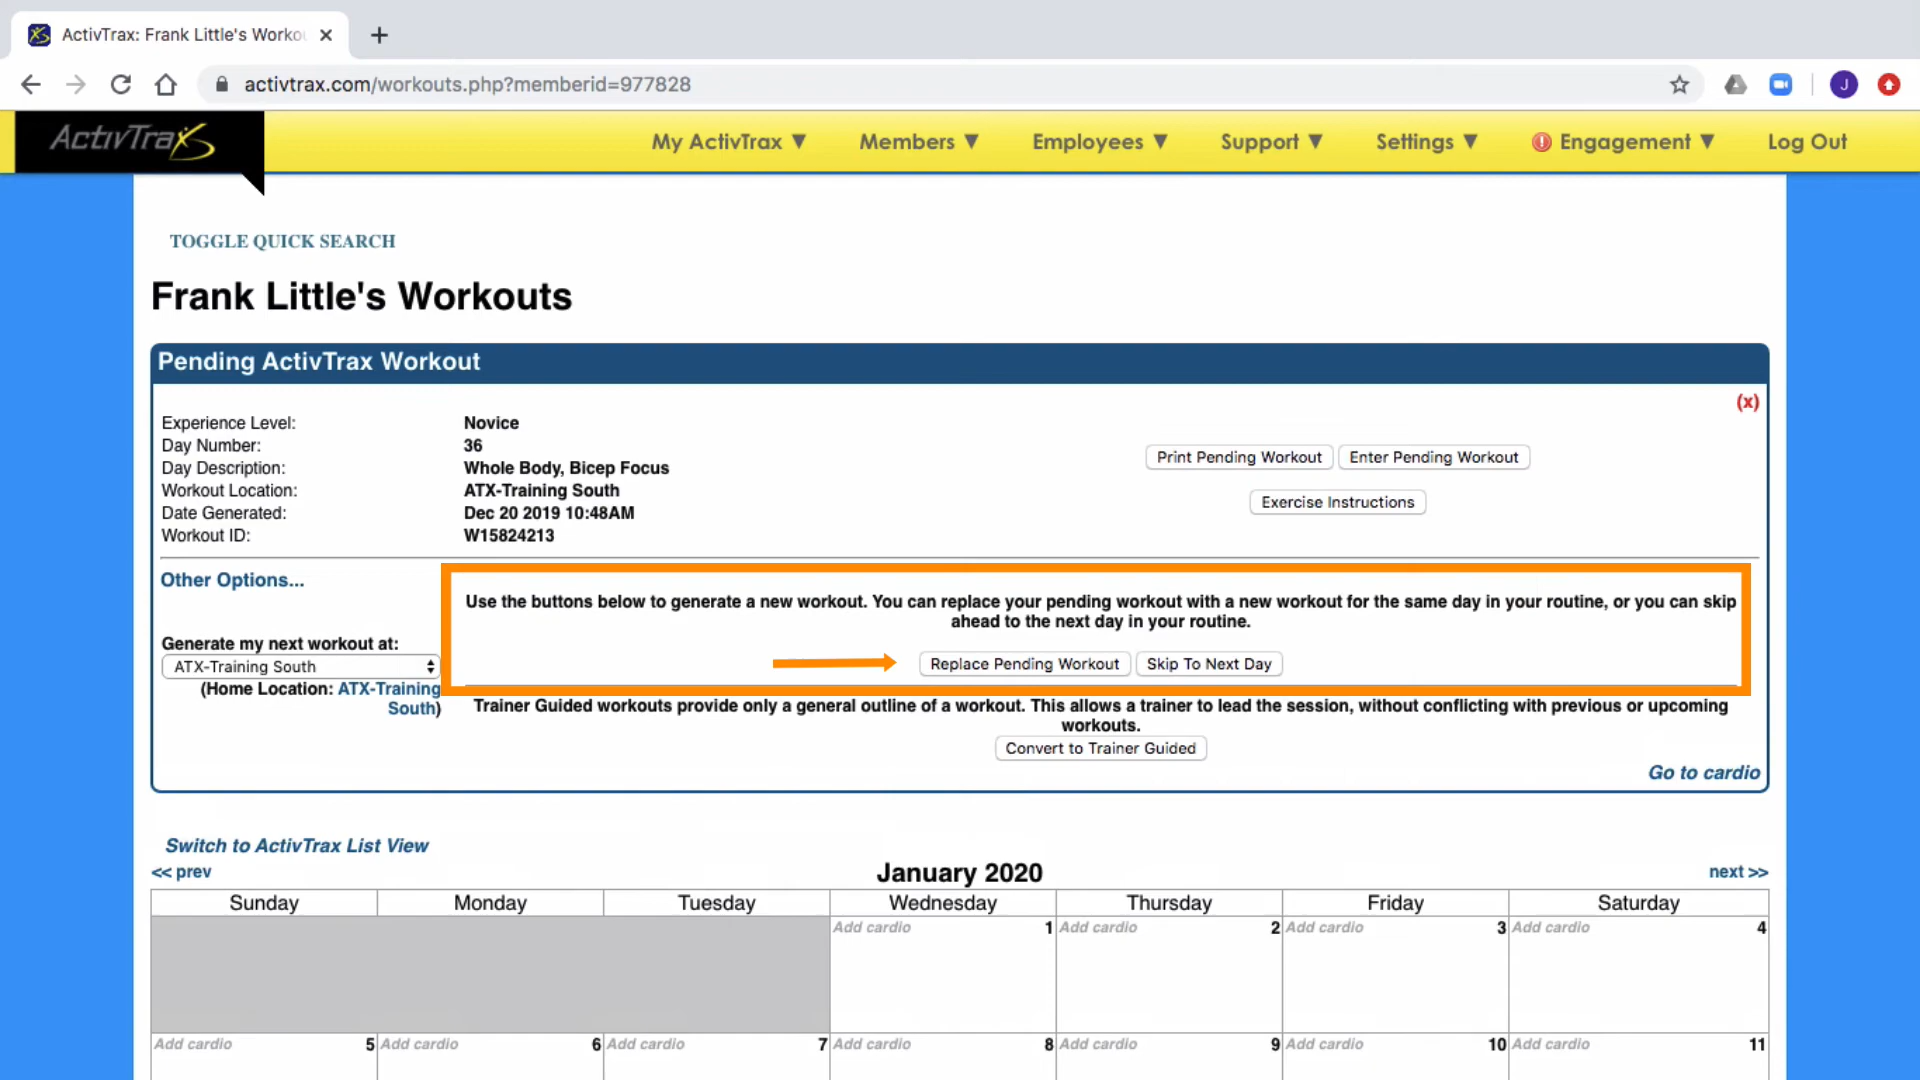 ActivTrax: Frank Little's Worko
activtrax.com/workouts.php?memberid=977828
J
ActivTraX
My ActivTrax ▼ Members ▼ Employees ▼ Support ▼ Settings ▼ Engagement ▼ Log Out
TOGGLE QUICK SEARCH
Frank Little's Workouts
Pending ActivTrax Workout
(x)
Experience Level: Novice
Day Number: 36
Day Description: Whole Body, Bicep Focus
Workout Location: ATX-Training South
Date Generated: Dec 20 2019 10:48AM
Workout ID: W15824213
Print Pending Workout Enter Pending Workout
Exercise Instructions
Other Options...
Generate my next workout at:
ATX-Training South
(Home Location: ATX-Training
South)
Use the buttons below to generate a new workout. You can replace your pending workout with a new workout for the same day in your routine, or you can skip
ahead to the next day in your routine.
Replace Pending Workout Skip To Next Day
Trainer Guided workouts provide only a general outline of a workout. This allows a trainer to lead the session, without conflicting with previous or upcoming
workouts.
Convert to Trainer Guided
Go to cardio
Switch to ActivTrax List View
<< prev January 2020 next >>
Sunday Monday Tuesday Wednesday Thursday Friday Saturday
Add cardio 1 Add cardio 2 Add cardio 3 Add cardio 4
Add cardio 5 Add cardio 6 Add cardio 7 Add cardio 8 Add cardio 9 Add cardio 10 Add cardio 11